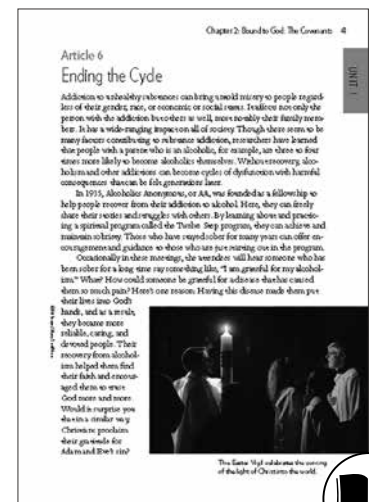 Chapter 2: Bound to God: The Covenants 41
UNIT 1
Article 6
Ending the Cycle
Addiction to unhealthy substances can bring untold misery to people regard-
less of their gender, race, or economic or social status. It affects not only the
person with the addiction but others as well, most notably their family mem-
bers. It has a wide-ranging impact on all of society. Though there seem to be
many factors contributing to substance addiction, researchers have learned
that people with a parent who is an alcoholic, for example, are three to four
times more likely to become alcoholics themselves. Without recovery, alco-
holism and other addictions can become cycles of dysfunction with harmful
consequences that can be felt generations later.
In 1935, Alcoholics Anonymous, or AA, was founded as a fellowship to
help people recover from their addiction to alcohol. Here, they can freely
share their stories and struggles with others. By learning about and practic-
ing a spiritual program called the Twelve Step program, they can achieve and
maintain sobriety. Those who have stayed sober for many years can offer en-
couragement and guidance to those who are just starting out in the program.
Occasionally in these meetings, the attendees will hear someone who has
been sober for a long time say something like, "I am grateful for my alcohol-
ism." What? How could someone be grateful for a disease that has caused
them so much pain? Here's one reason: Having this disease made them put
their lives into God's
hands, and as a result,
they became more
reliable, caring, and
devoted people. Their
recovery from alcohol-
ism helped them find
their faith and encour-
aged them to trust
God more and more.
Would it surprise you
that in a similar way
Christians proclaim
their gratitude for
Adam and Eve's sin?
The Easter Vigil celebrates the coming
of the light of Christ into the world.